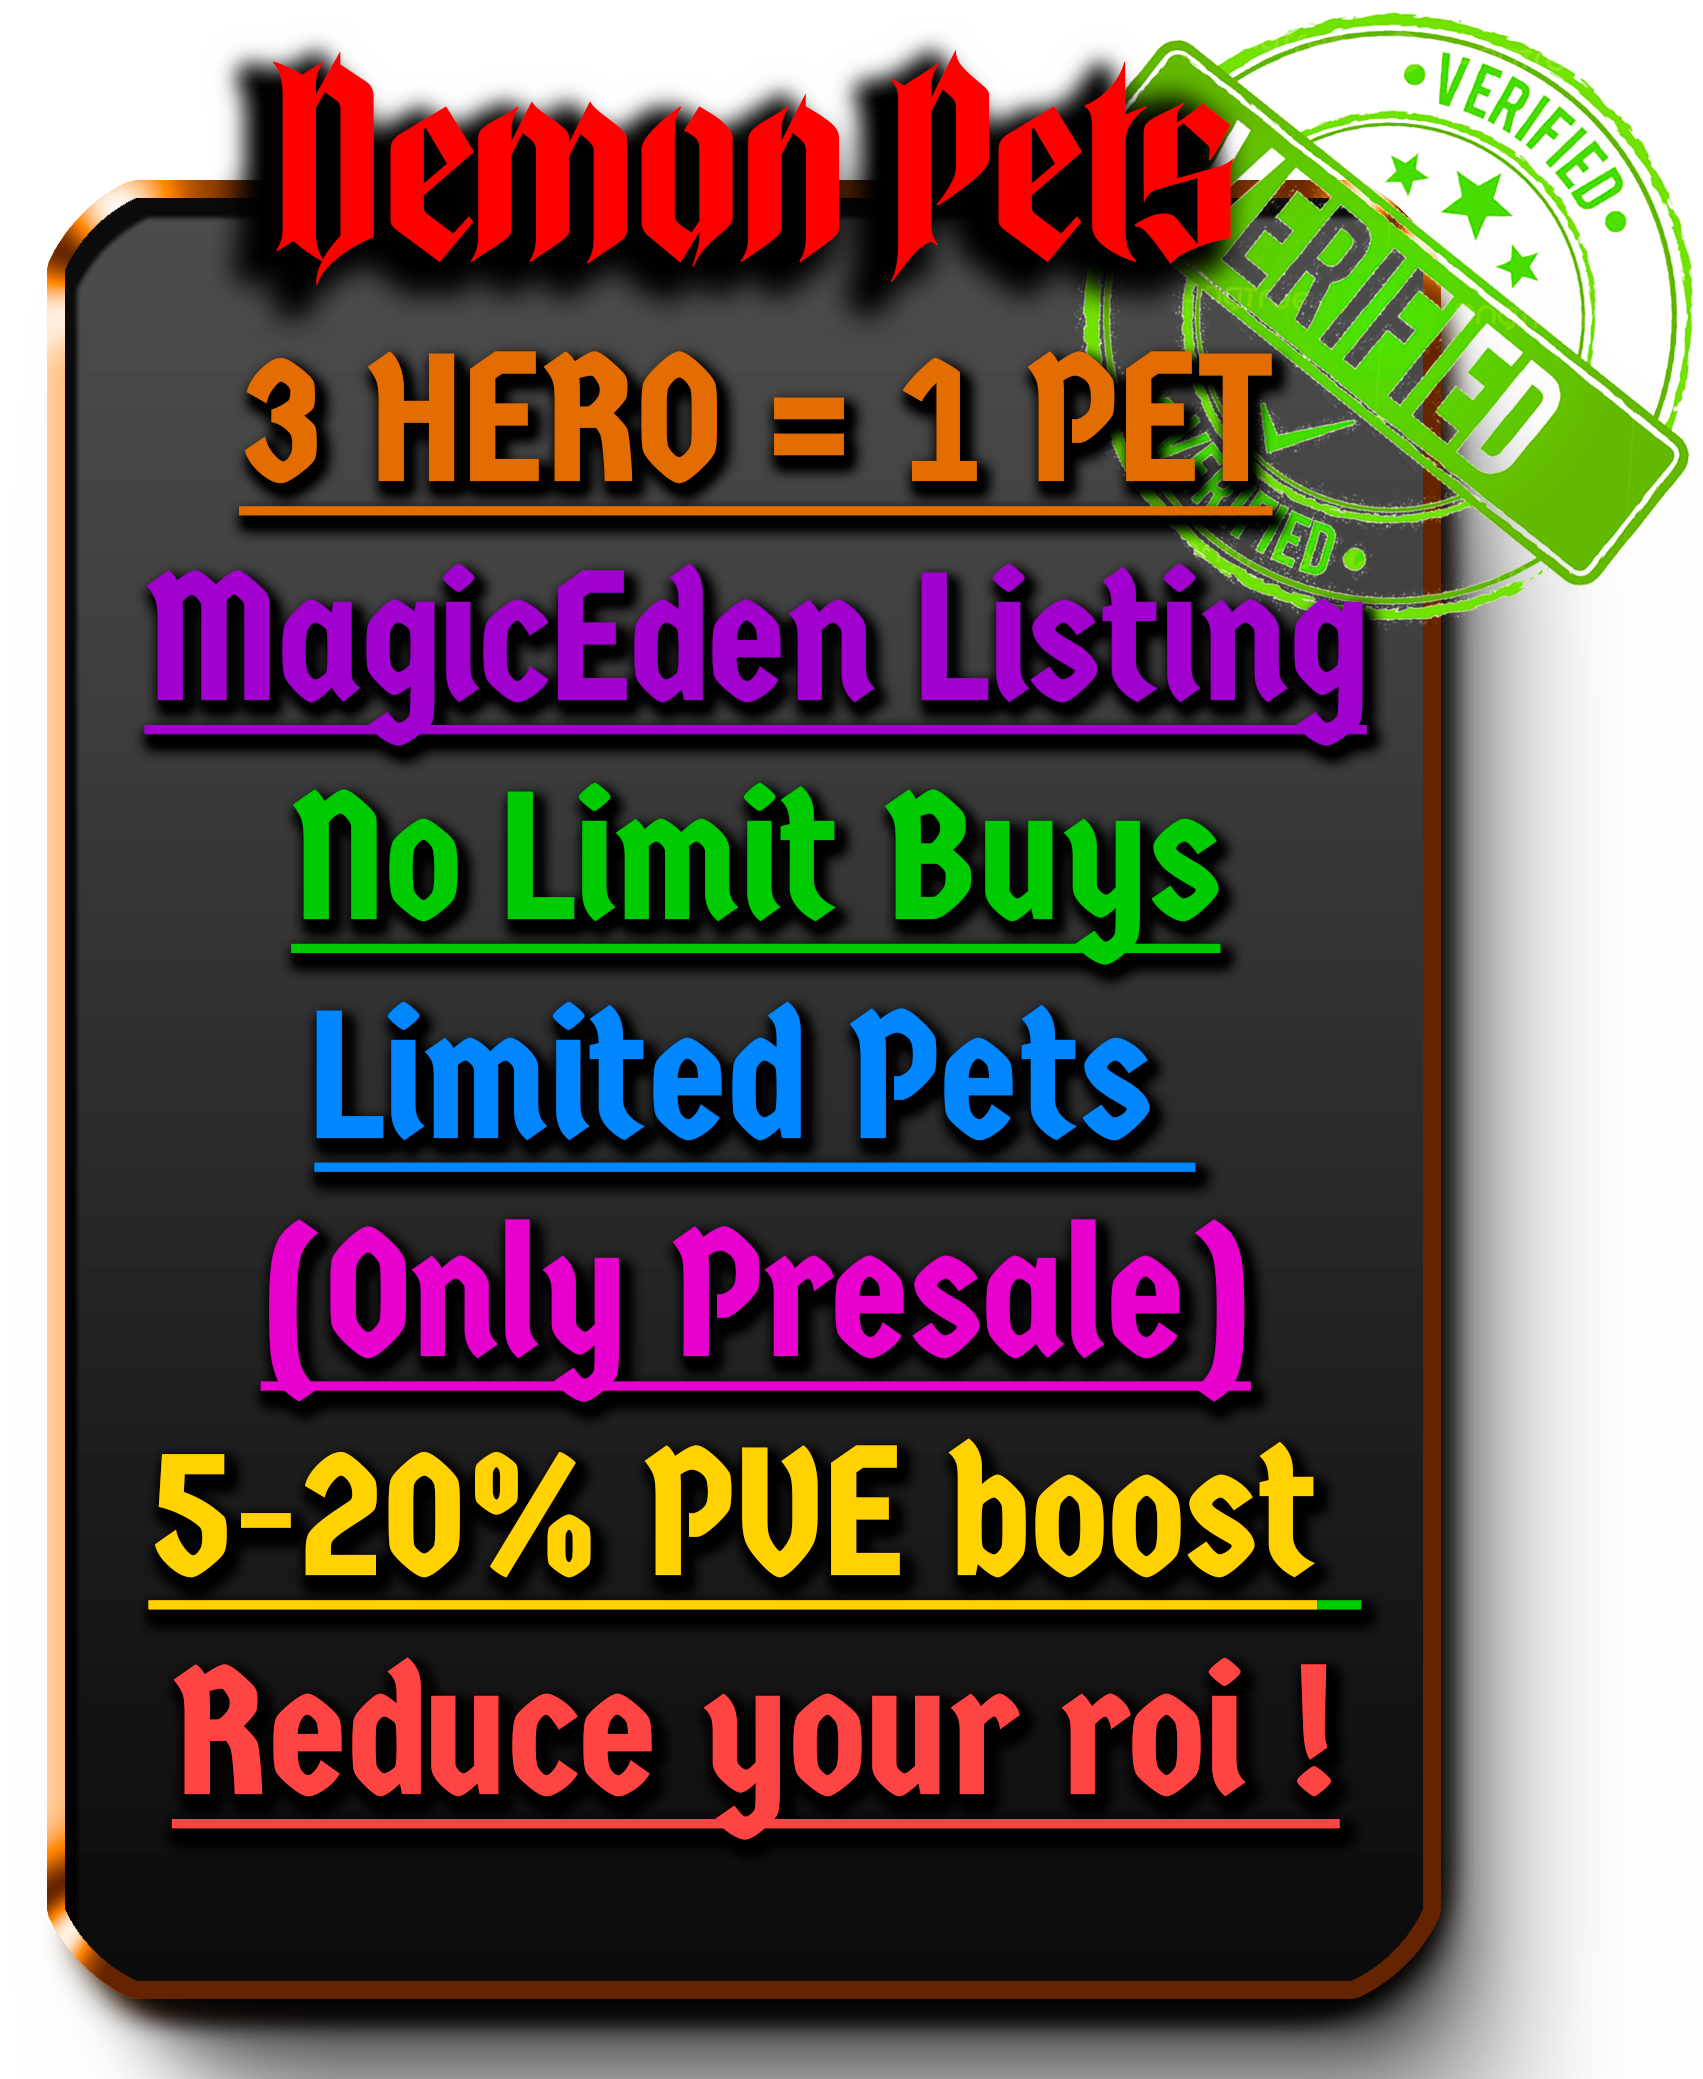 Demon Pets
VERIFIED
VERIFIED
VERIFIED
3 HERO = 1 PET
MagicEden Listing
No Limit Buys
Limited Pets
(Only Presale)
5-20% PVE boost
Reduce your roi !